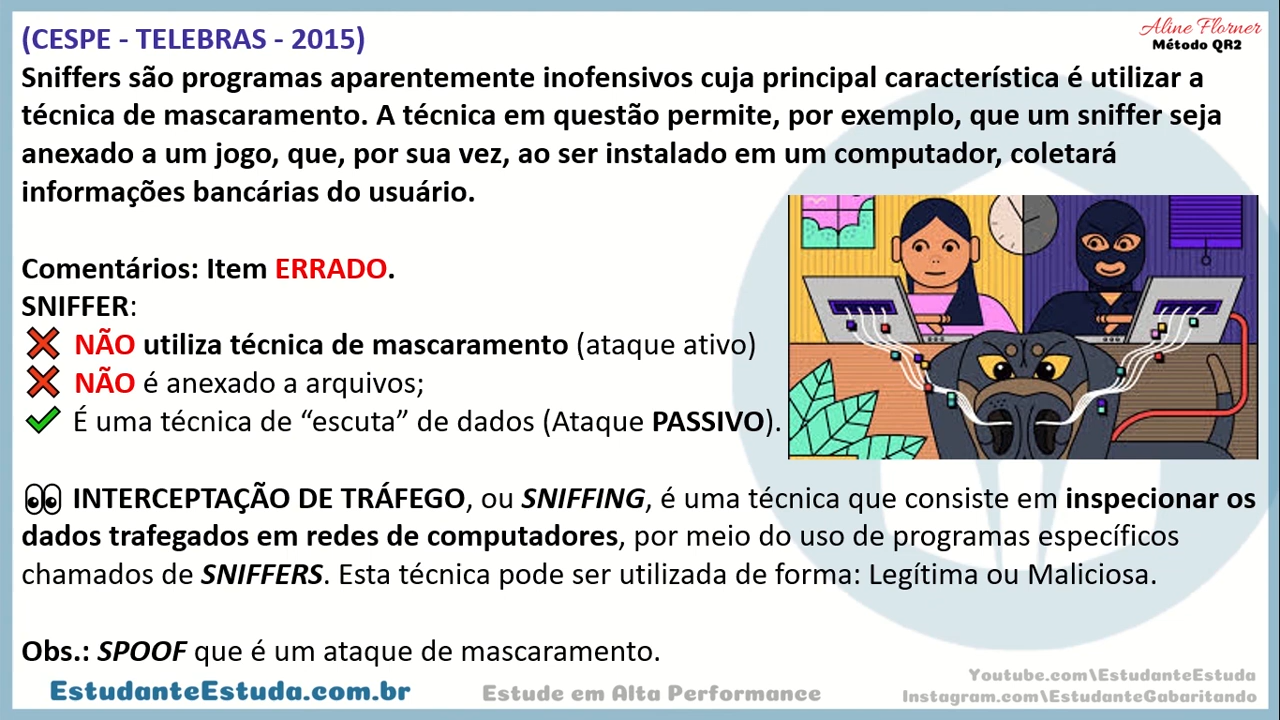 (CESPE - TELEBRAS - 2015)
Aline Florner
Método QR2
Sniffers são programas aparentemente inofensivos cuja principal característica é utilizar a
técnica de mascaramento. A técnica em questão permite, por exemplo, que um sniffer seja
anexado a um jogo, que, por sua vez, ao ser instalado em um computador, coletará
informações bancárias do usuário.
Comentários: Item ERRADO.
SNIFFER:
NÃO utiliza técnica de mascaramento (ataque ativo)
NÃO é anexado a arquivos;
É uma técnica de “escuta” de dados (Ataque PASSIVO).
INTERCEPTAÇÃO DE TRÁFEGO, ou SNIFFING, é uma técnica que consiste em inspecionar os
dados trafegados em redes de computadores, por meio do uso de programas específicos
chamados de SNIFFERS. Esta técnica pode ser utilizada de forma: Legítima ou Maliciosa.
Obs.: SPOOF que é um ataque de mascaramento.
EstudanteEstuda.com.br
Estude em Alta Performance
Youtube.com\EstudanteEstuda
Instagram.com\EstudanteGabaritando